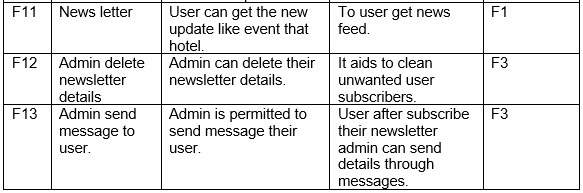 F11 News letter User can get the new To user get news F1
update like event that feed.
hotel.
F12 Admin delete Admin can delete their It aids to clean F3
newsletter newsletter details. unwanted user
details subscribers.
F13 Admin send Admin is permitted to User after subscribe F3
message to send message their their newsletter
user. user. admin can send
details through
messages.